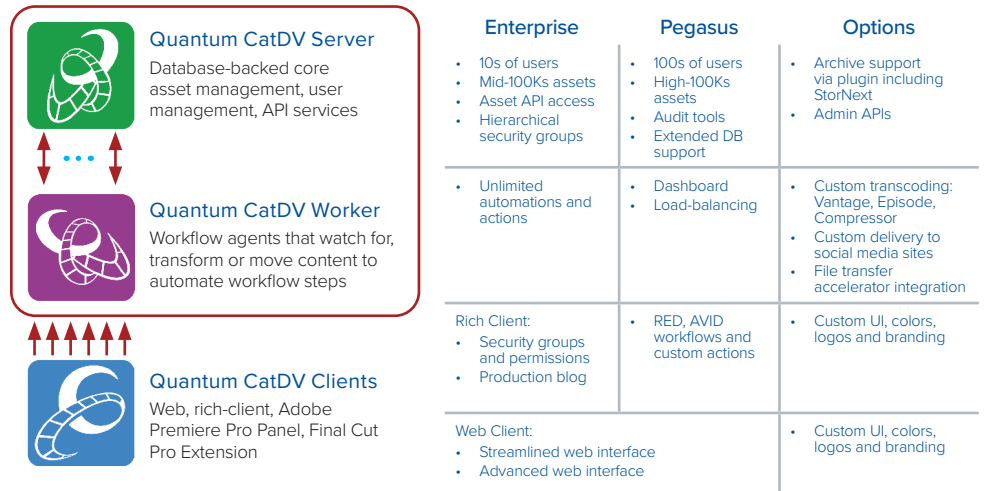 Quantum CatDV Server
Database-backed core
asset management, user
management, API services
Quantum CatDV Worker
Workflow agents that watch for,
transform or move content to
automate workflow steps
Quantum CatDV Clients
Web, rich-client, Adobe
Premiere Pro Panel, Final Cut
Pro Extension
Enterprise
Pegasus
Options
• 10s of users
• Mid-100Ks assets
• Asset API access
• Hierarchical
security groups
• 100s of users
• High-100Ks
assets
• Audit tools
• Extended DB
support
• Archive support
via plugin including
StorNext
• Admin APIs
• Unlimited
automations and
actions
• Dashboard
• Load-balancing
• Custom transcoding:
Vantage, Episode,
Compressor
• Custom delivery to
social media sites
• File transfer
accelerator integration
Rich Client:
• Security groups
and permissions
• Production blog
• RED, AVID
workflows and
custom actions
• Custom UI, colors,
logos and branding
Web Client:
• Streamlined web interface
• Advanced web interface
• Custom UI, colors,
logos and branding